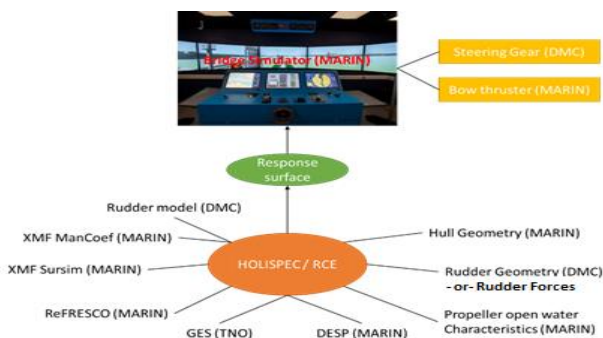 Bridge Simulator (MARIN)
Steering Gear (DMC)
Bow thruster (MARIN)
Response
surface
Rudder model (DMC)
XMF ManCoef (MARIN)
XMF Sursim (MARIN)
ReFRESCO (MARIN)
GES (TNO)
DESP (MARIN)
HOLISPEC / RCE
Hull Geometry (MARIN)
Rudder Geometry (DMC)
- or- Rudder Forces
Propeller open water
Characteristics (MARIN)